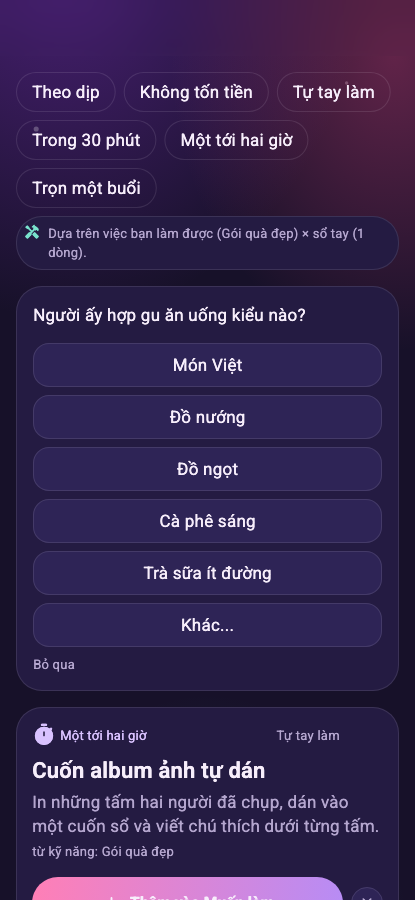 Theo dịp
Không tốn tiền
Tự tay làm
Trong 30 phút
Một tới hai giờ
Trọn một buổi
Dựa trên việc bạn làm được (Gói quà đẹp) × sổ tay (1
dòng).
Người ấy hợp gu ăn uống kiểu nào?
Món Việt
Đồ nướng
Đồ ngọt
Cà phê sáng
Trà sữa ít đường
Khác...
Bỏ qua
Một tới hai giờ
Tự tay làm
Cuốn album ảnh tự dán
In những tấm hai người đã chụp, dán vào
một cuốn sổ và viết chú thích dưới từng tấm.
từ kỹ năng: Gói quà đẹp